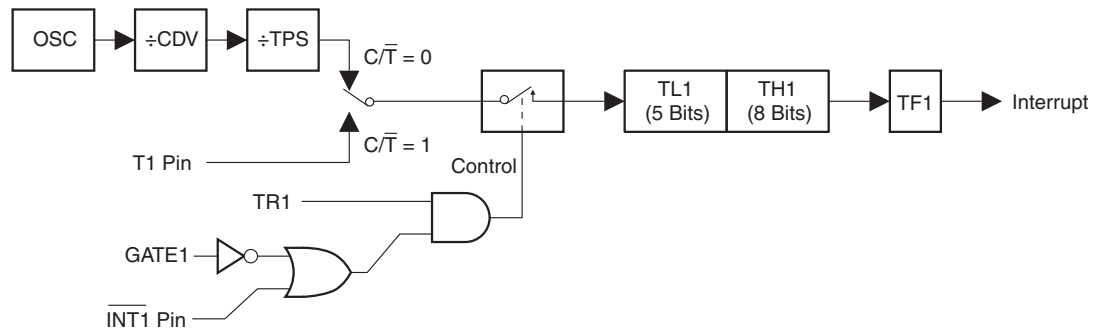 OSC
÷CDV
÷TPS
C/T̅ = 0
TL1
(5 Bits)
TH1
(8 Bits)
TF1
Interrupt
C/T̅ = 1
T1 Pin
Control
TR1
GATE1
I̅N̅T̅1̅ Pin